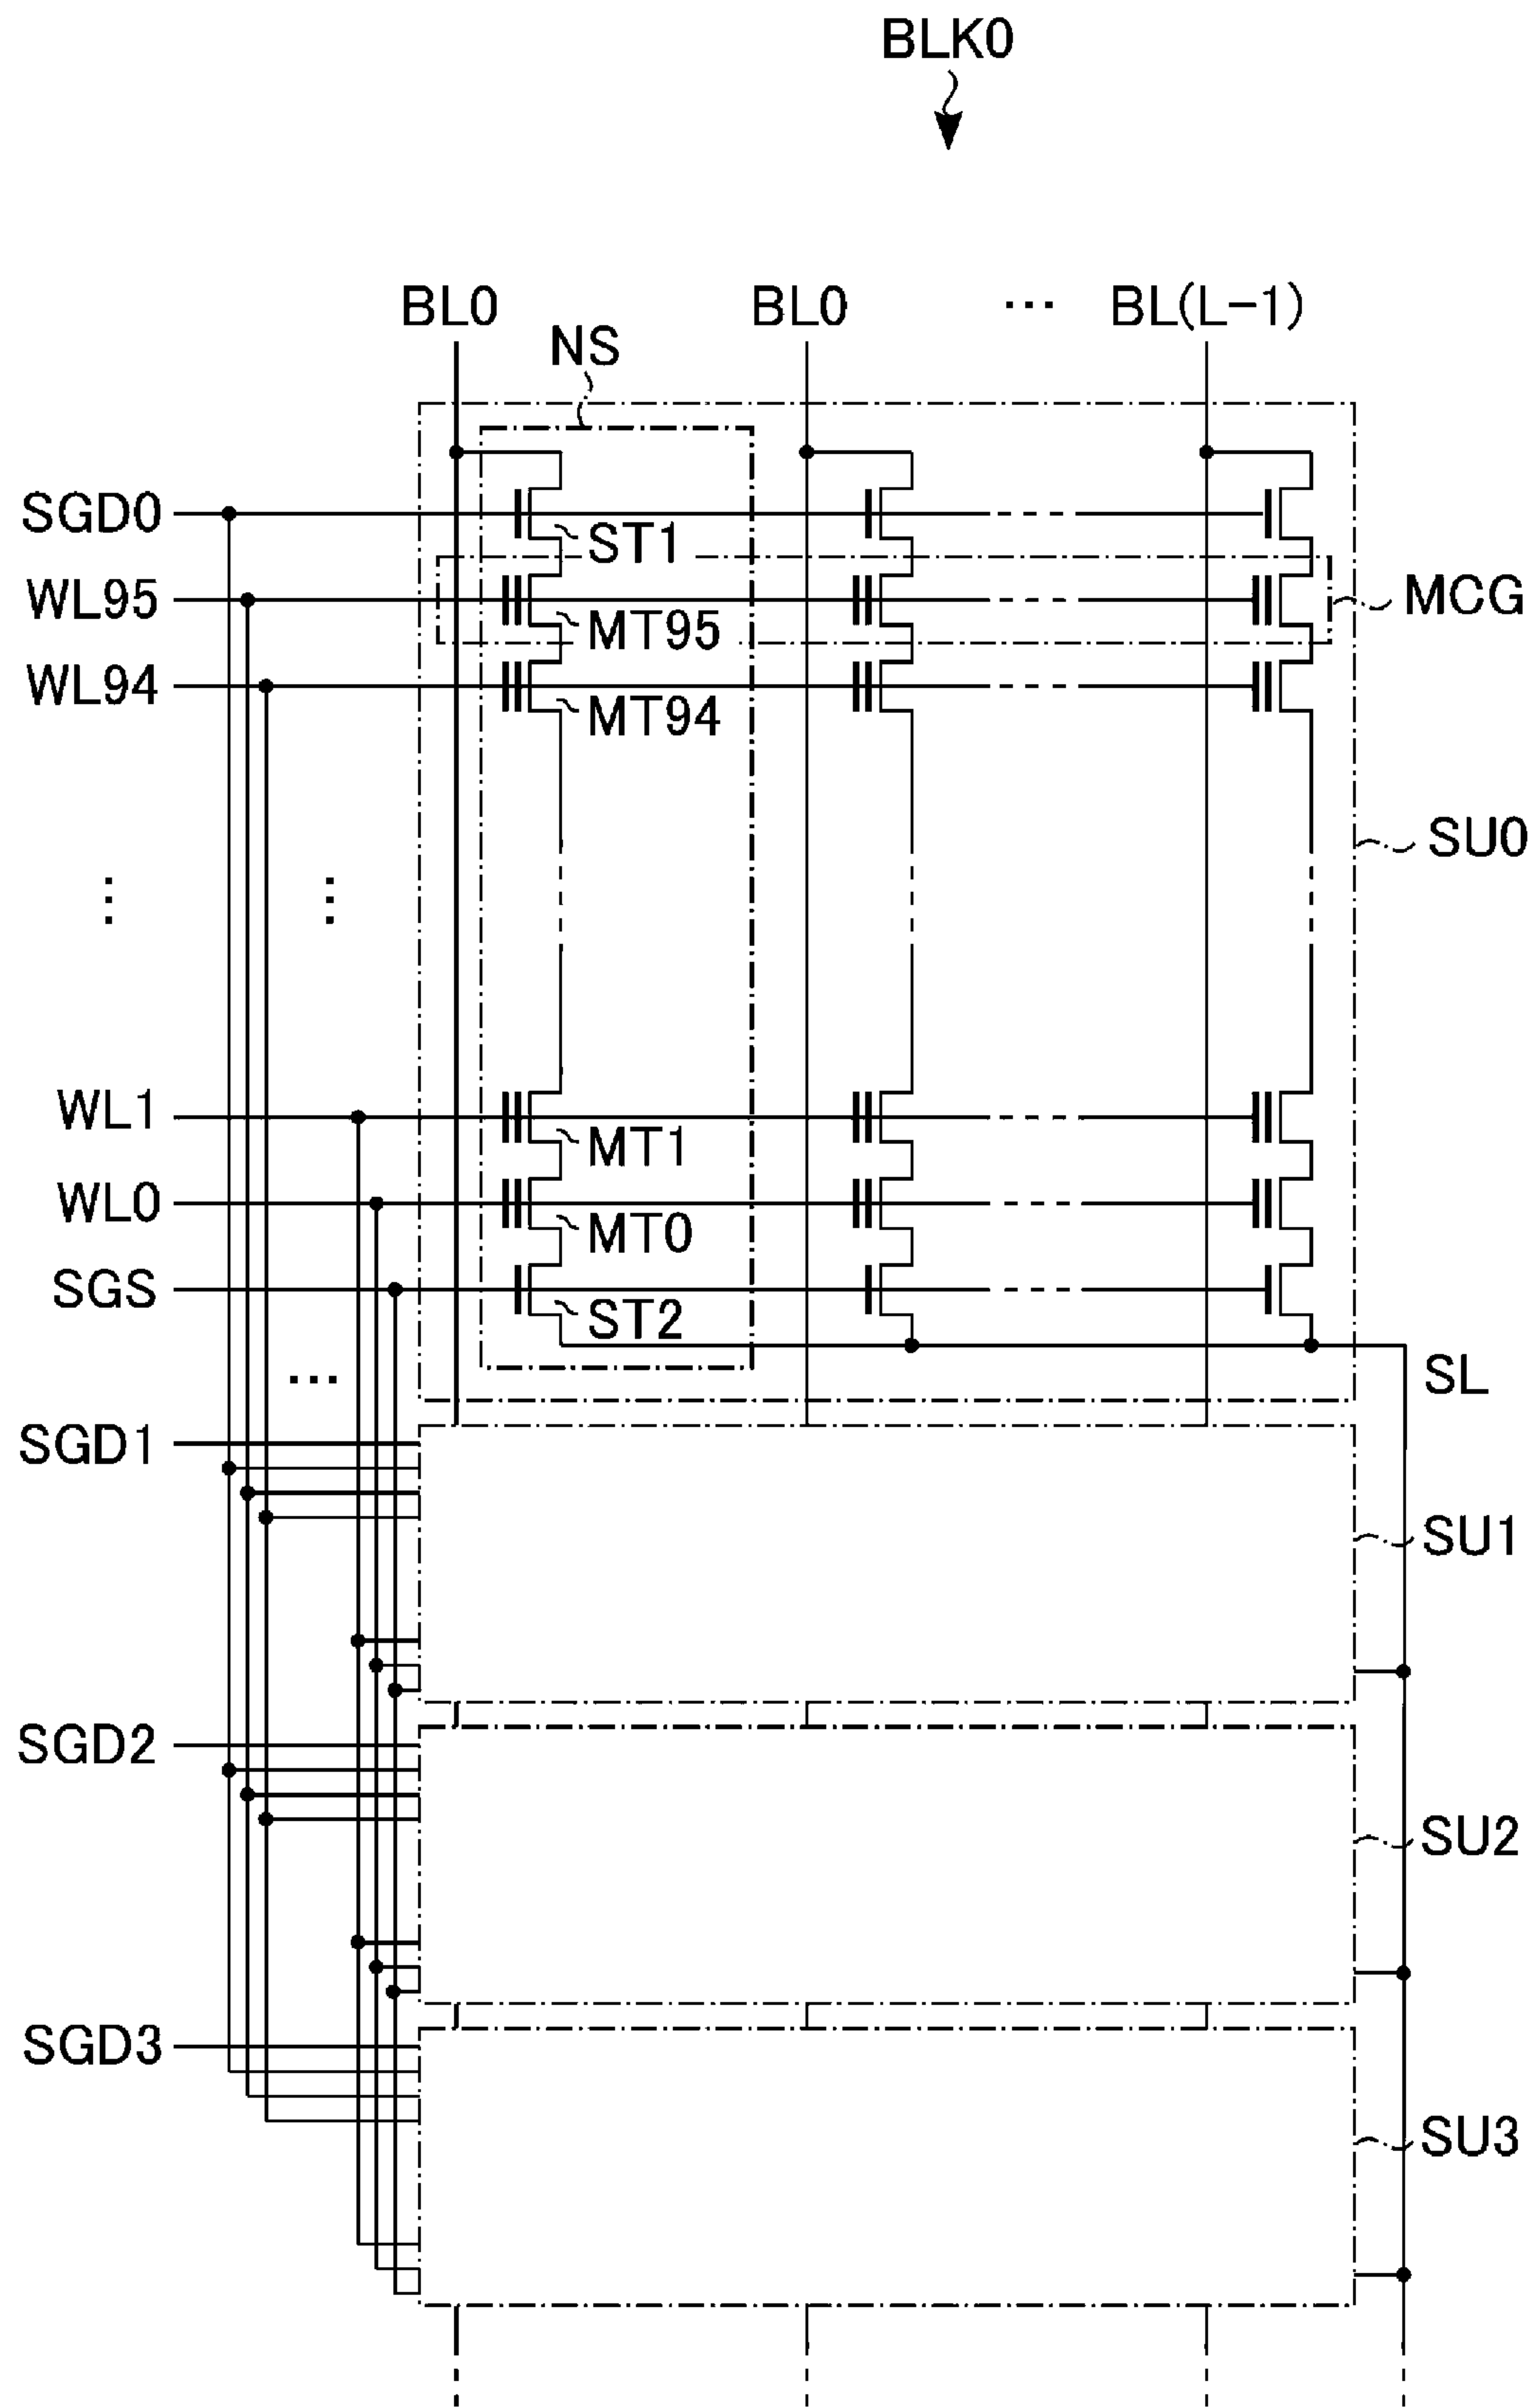 BLK0
BL0 BL0 ... BL(L-1)
NS
SGD0
ST1
WL95
MCG
MT95
WL94
MT94
SU0
⋮ ⋮
WL1
MT1
WL0
MT0
SGS
ST2
SL
...
SGD1
SU1
SGD2
SU2
SGD3
SU3